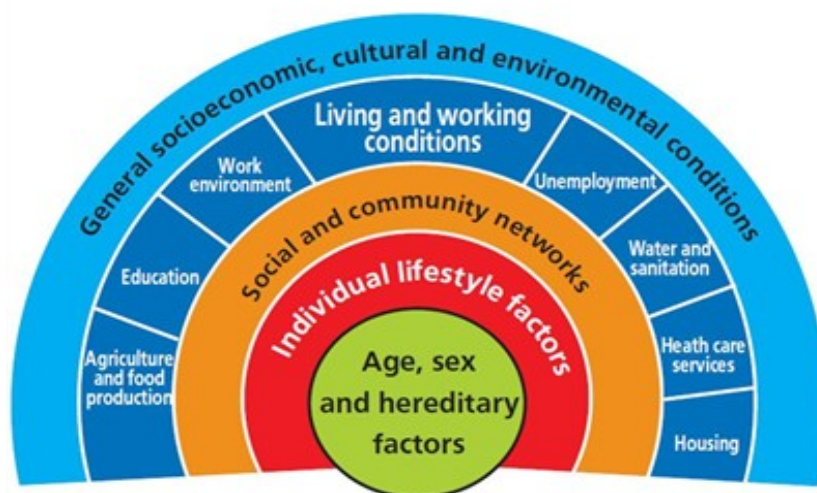 General socioeconomic, cultural and environmental conditions
Living and working
conditions
Work
environment
Unemployment
Education
Water and
sanitation
Agriculture
and food
production
Heath care
services
Housing
Social and community networks
Individual lifestyle factors
Age, sex
and hereditary
factors